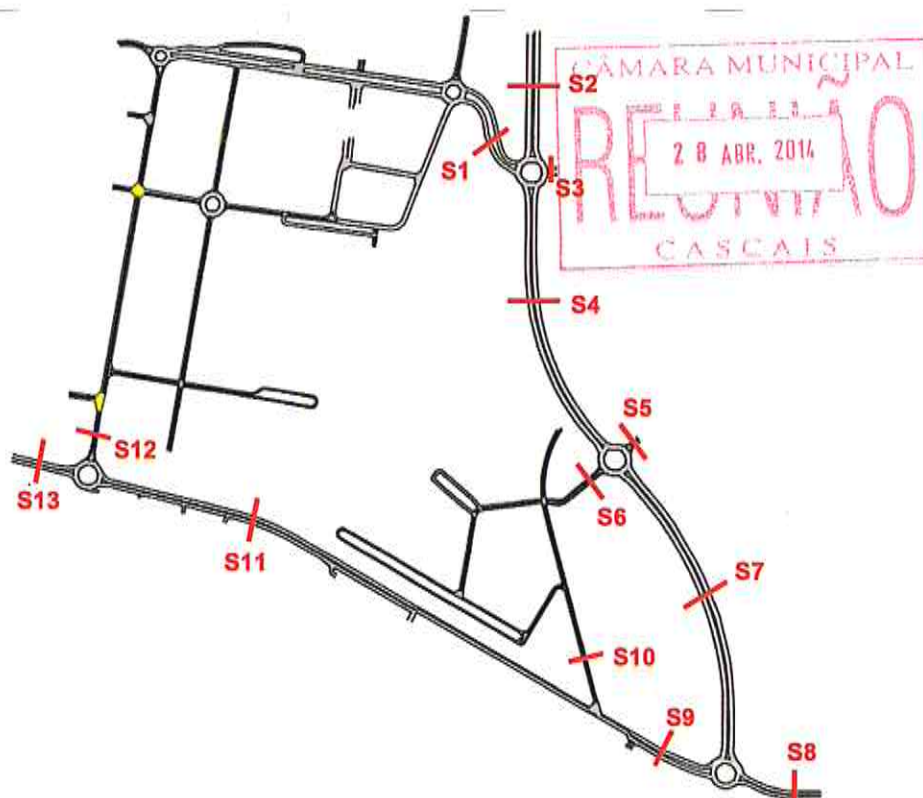 CÂMARA MUNICIPAL
REUNIÃO
28 ABR. 2014
CASCAIS
S2
S1
S3
S4
S5
S12
S13
S6
S11
S7
S10
S9
S8